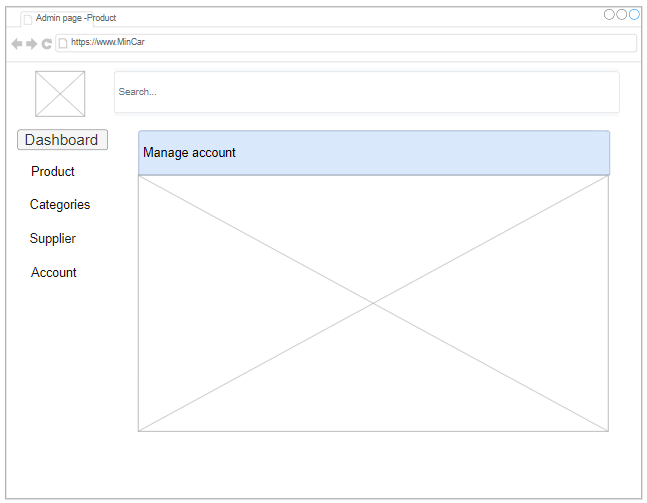 Admin page -Product
https://www.MinCar
Search...
Dashboard
Manage account
Product
Categories
Supplier
Account